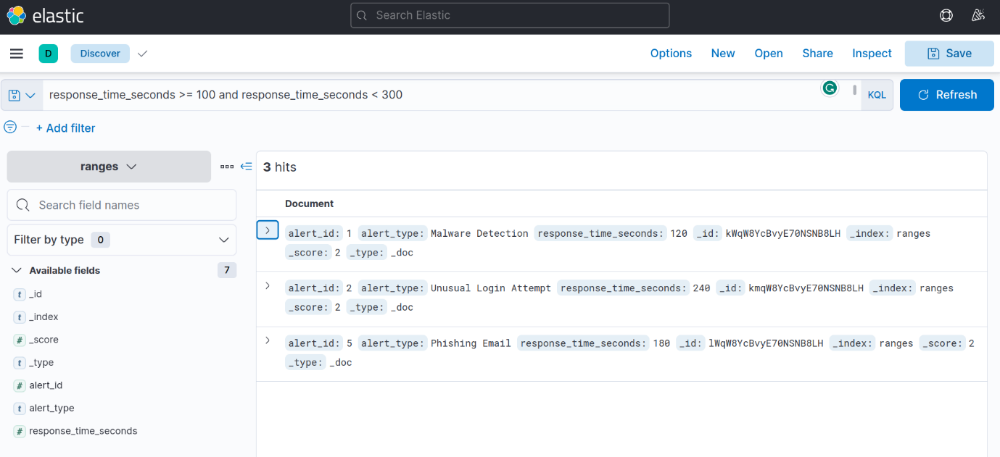 elastic
Search Elastic
D
Discover
Options
New
Open
Share
Inspect
Save
response_time_seconds >= 100 and response_time_seconds < 300
KQL
Refresh
+ Add filter
ranges
3 hits
Search field names
Filter by type 0
Available fields 7
t _id
t _index
# _score
t _type
# alert_id
t alert_type
# response_time_seconds
Document
alert_id: 1 alert_type: Malware Detection response_time_seconds: 120 _id: kWqW8YcBvyE70NSNB8LH _index: ranges
_score: 2 _type: _doc
alert_id: 2 alert_type: Unusual Login Attempt response_time_seconds: 240 _id: kmqW8YcBvyE70NSNB8LH _index: ranges
_score: 2 _type: _doc
alert_id: 5 alert_type: Phishing Email response_time_seconds: 180 _id: lWqW8YcBvyE70NSNB8LH _index: ranges _score: 2
_type: _doc